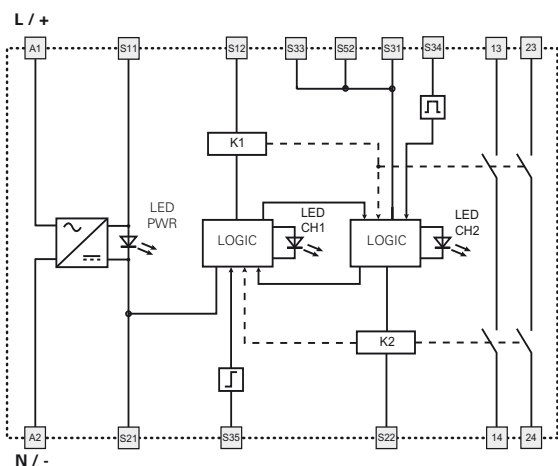 L / +
A1 S11 S12 S33 S52 S31 S34 13 23
K1
LED
PWR
LOGIC
LED
CH1
LOGIC
LED
CH2
K2
A2 S21 S35 S22 14 24
N / -